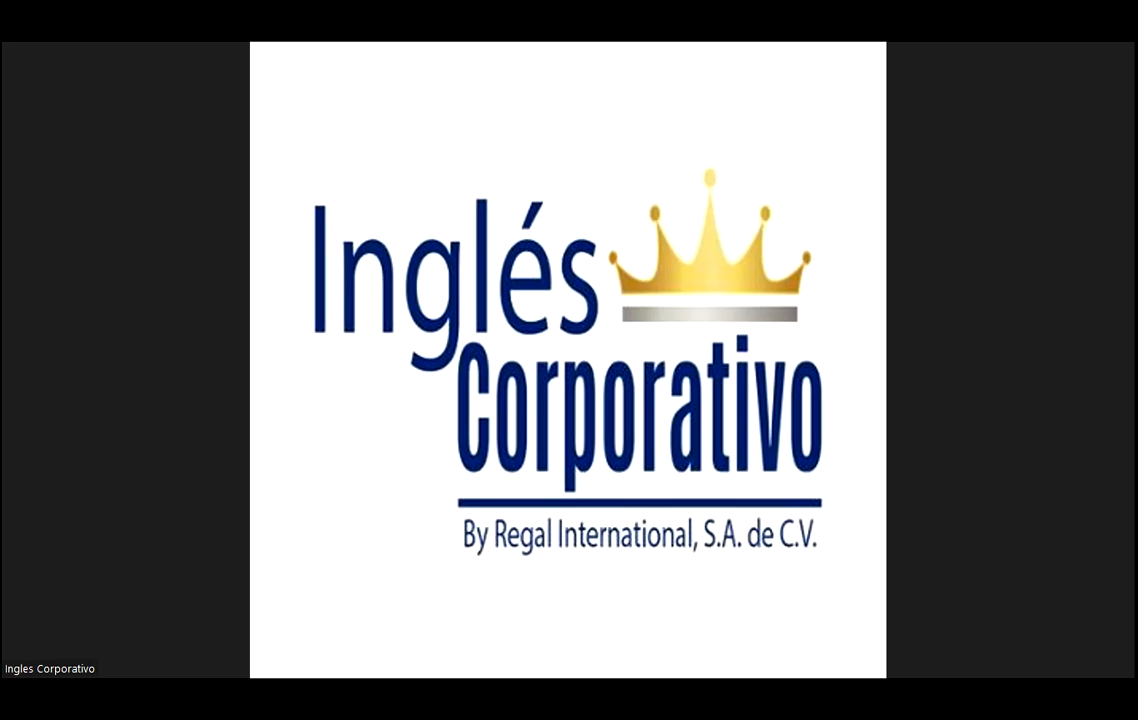 Inglés
Corporativo
By Regal International, S.A. de C.V.
Ingles Corporativo